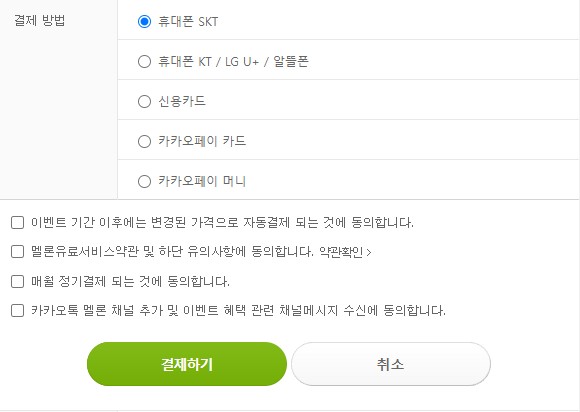 결제 방법
휴대폰 SKT
휴대폰 KT / LG U+ / 알뜰폰
신용카드
카카오페이 카드
카카오페이 머니
이벤트 기간 이후에는 변경된 가격으로 자동결제 되는 것에 동의합니다.
멜론유료서비스약관 및 하단 유의사항에 동의합니다. 약관확인 >
매월 정기결제 되는 것에 동의합니다.
카카오톡 멜론 채널 추가 및 이벤트 혜택 관련 채널메시지 수신에 동의합니다.
결제하기 취소